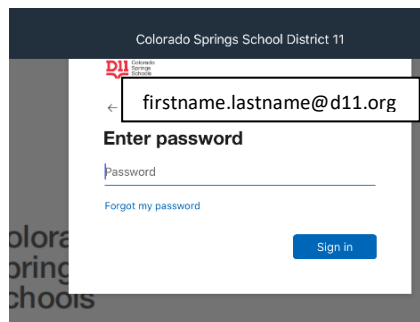 Colorado Springs School District 11
D11 Colorado
Springs
Schools
firstname.lastname@d11.org
Enter password
Password
Forgot my password
Sign in
olora
pring
chools